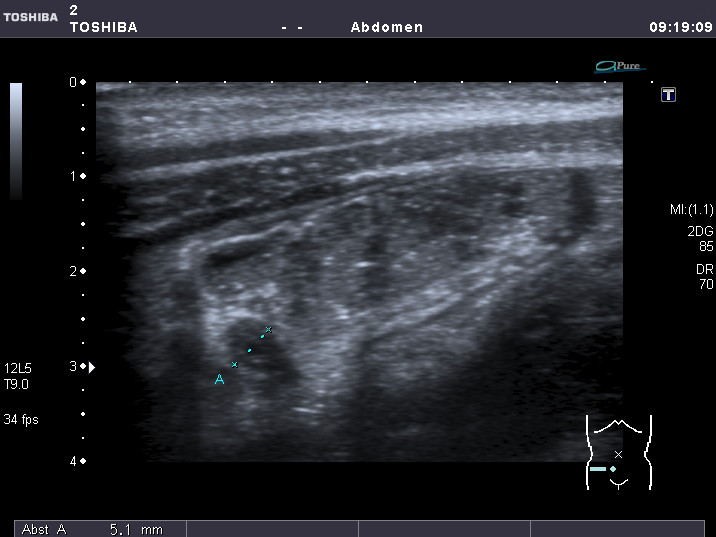 TOSHIBA
2
TOSHIBA - - Abdomen 09:19:09
aPure
T
0
1
2
3
4
MI:(1.1)
2DG
85
DR
70
12L5
T9.0
34 fps
A
Abst A 5.1 mm